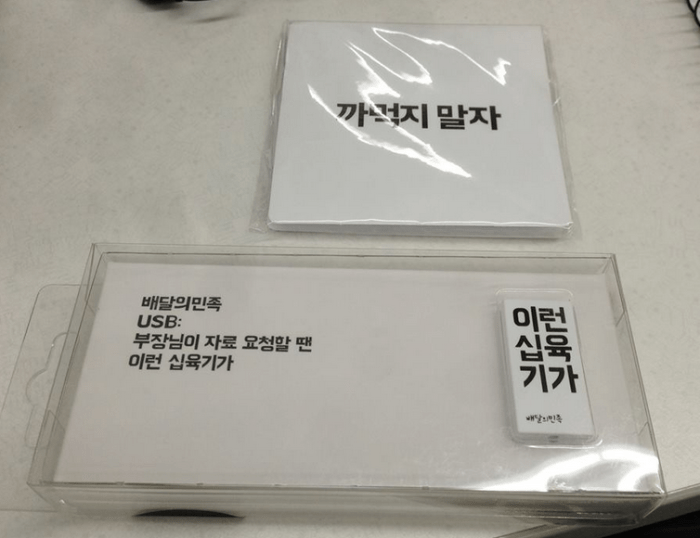 까먹지 말자
배달의민족
USB:
부장님이 자료 요청할 땐
이런 십육기가
이런
십육
기가
배달의민족